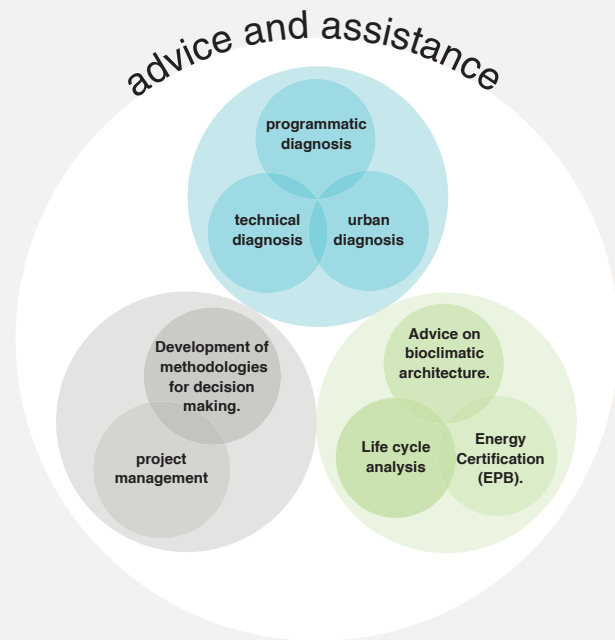 advice and assistance
programmatic
diagnosis
technical
diagnosis
urban
diagnosis
Development of
methodologies
for decision
making.
project
management
Advice on
bioclimatic
architecture.
Life cycle
analysis
Energy
Certification
(EPB).